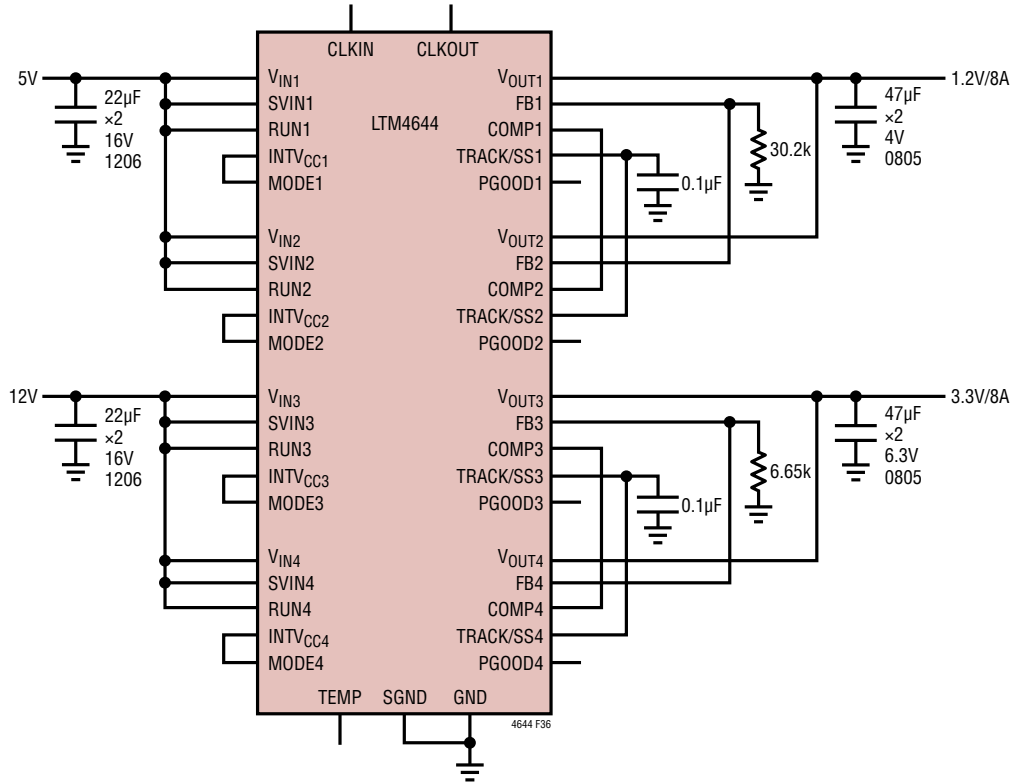 CLKIN CLKOUT
5V
22µF
×2
16V
1206
VIN1
SVIN1
RUN1
INTVCC1
MODE1
VIN2
SVIN2
RUN2
INTVCC2
MODE2
LTM4644
VOUT1
FB1
COMP1
TRACK/SS1
PGOOD1
VOUT2
FB2
COMP2
TRACK/SS2
PGOOD2
0.1µF
30.2k
1.2V/8A
47µF
×2
4V
0805
12V
22µF
×2
16V
1206
VIN3
SVIN3
RUN3
INTVCC3
MODE3
VIN4
SVIN4
RUN4
INTVCC4
MODE4
VOUT3
FB3
COMP3
TRACK/SS3
PGOOD3
VOUT4
FB4
COMP4
TRACK/SS4
PGOOD4
0.1µF
6.65k
3.3V/8A
47µF
×2
6.3V
0805
TEMP SGND GND
4644 F36